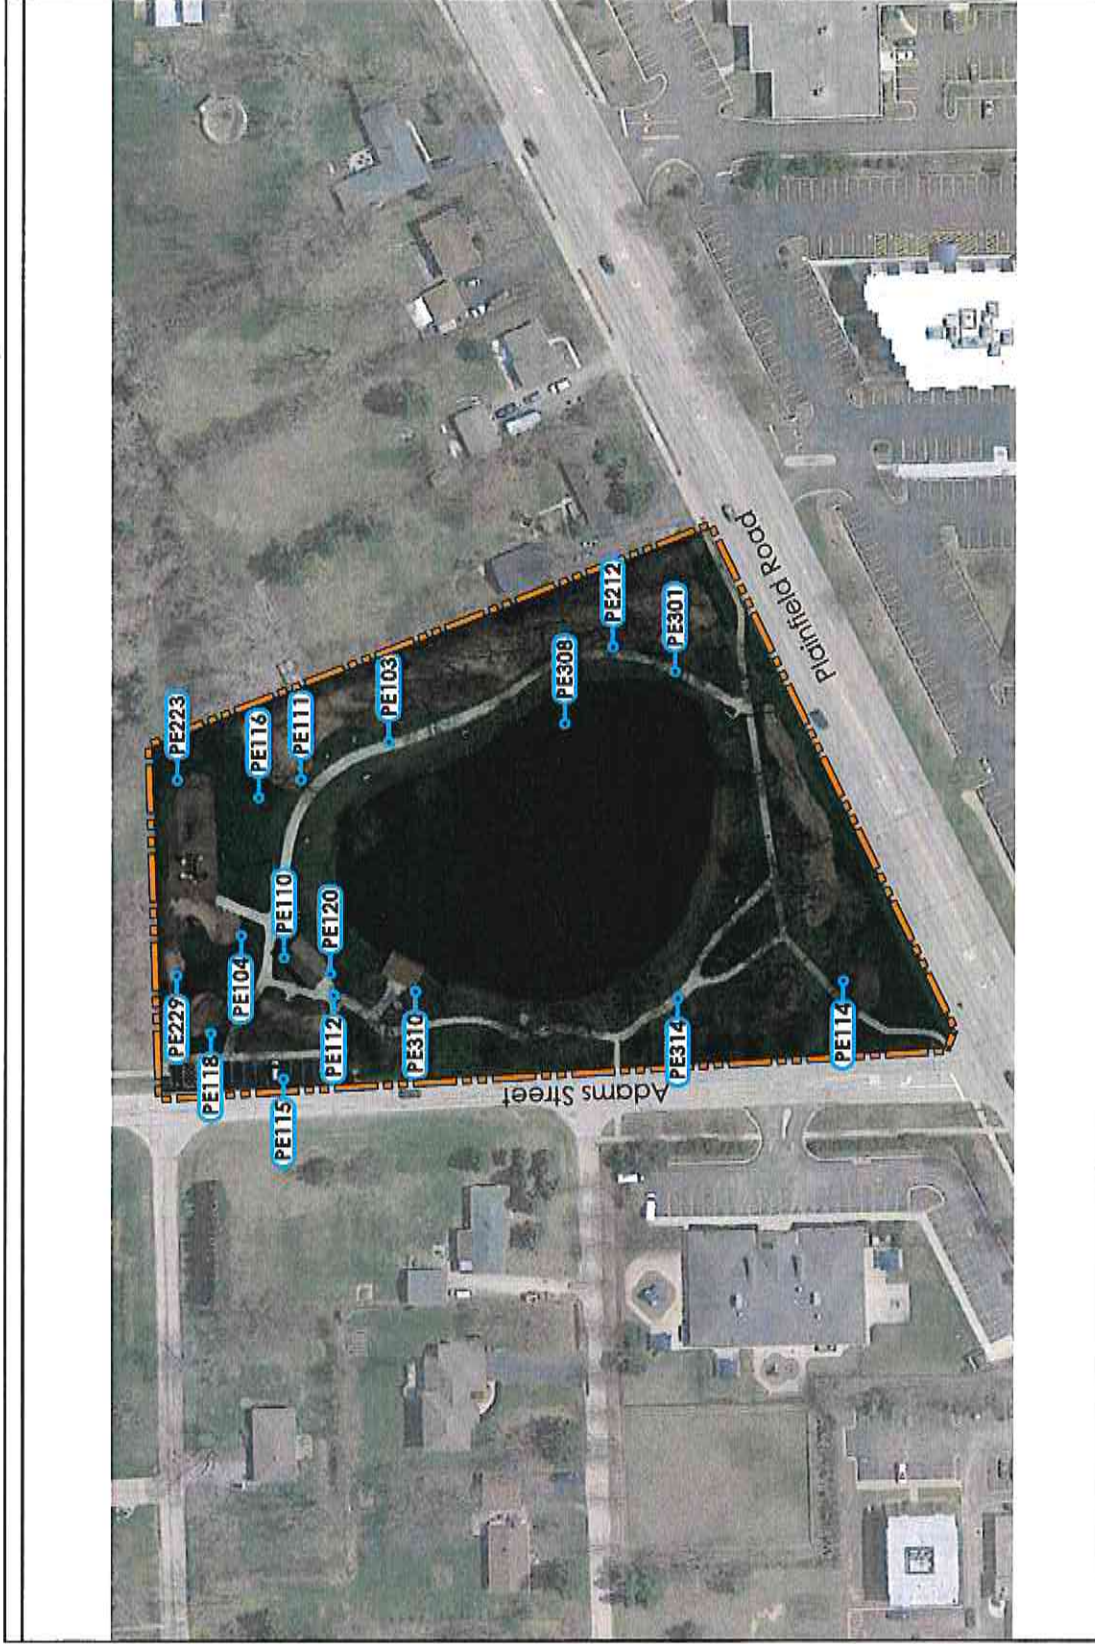 PE223
PE116
PE111
PE103
PE308
PE212
PE301
PE110
PE120
PE229
PE104
PE118
PE112
PE115
PE310
PE314
PE114
Adams Street
Plainfield Road